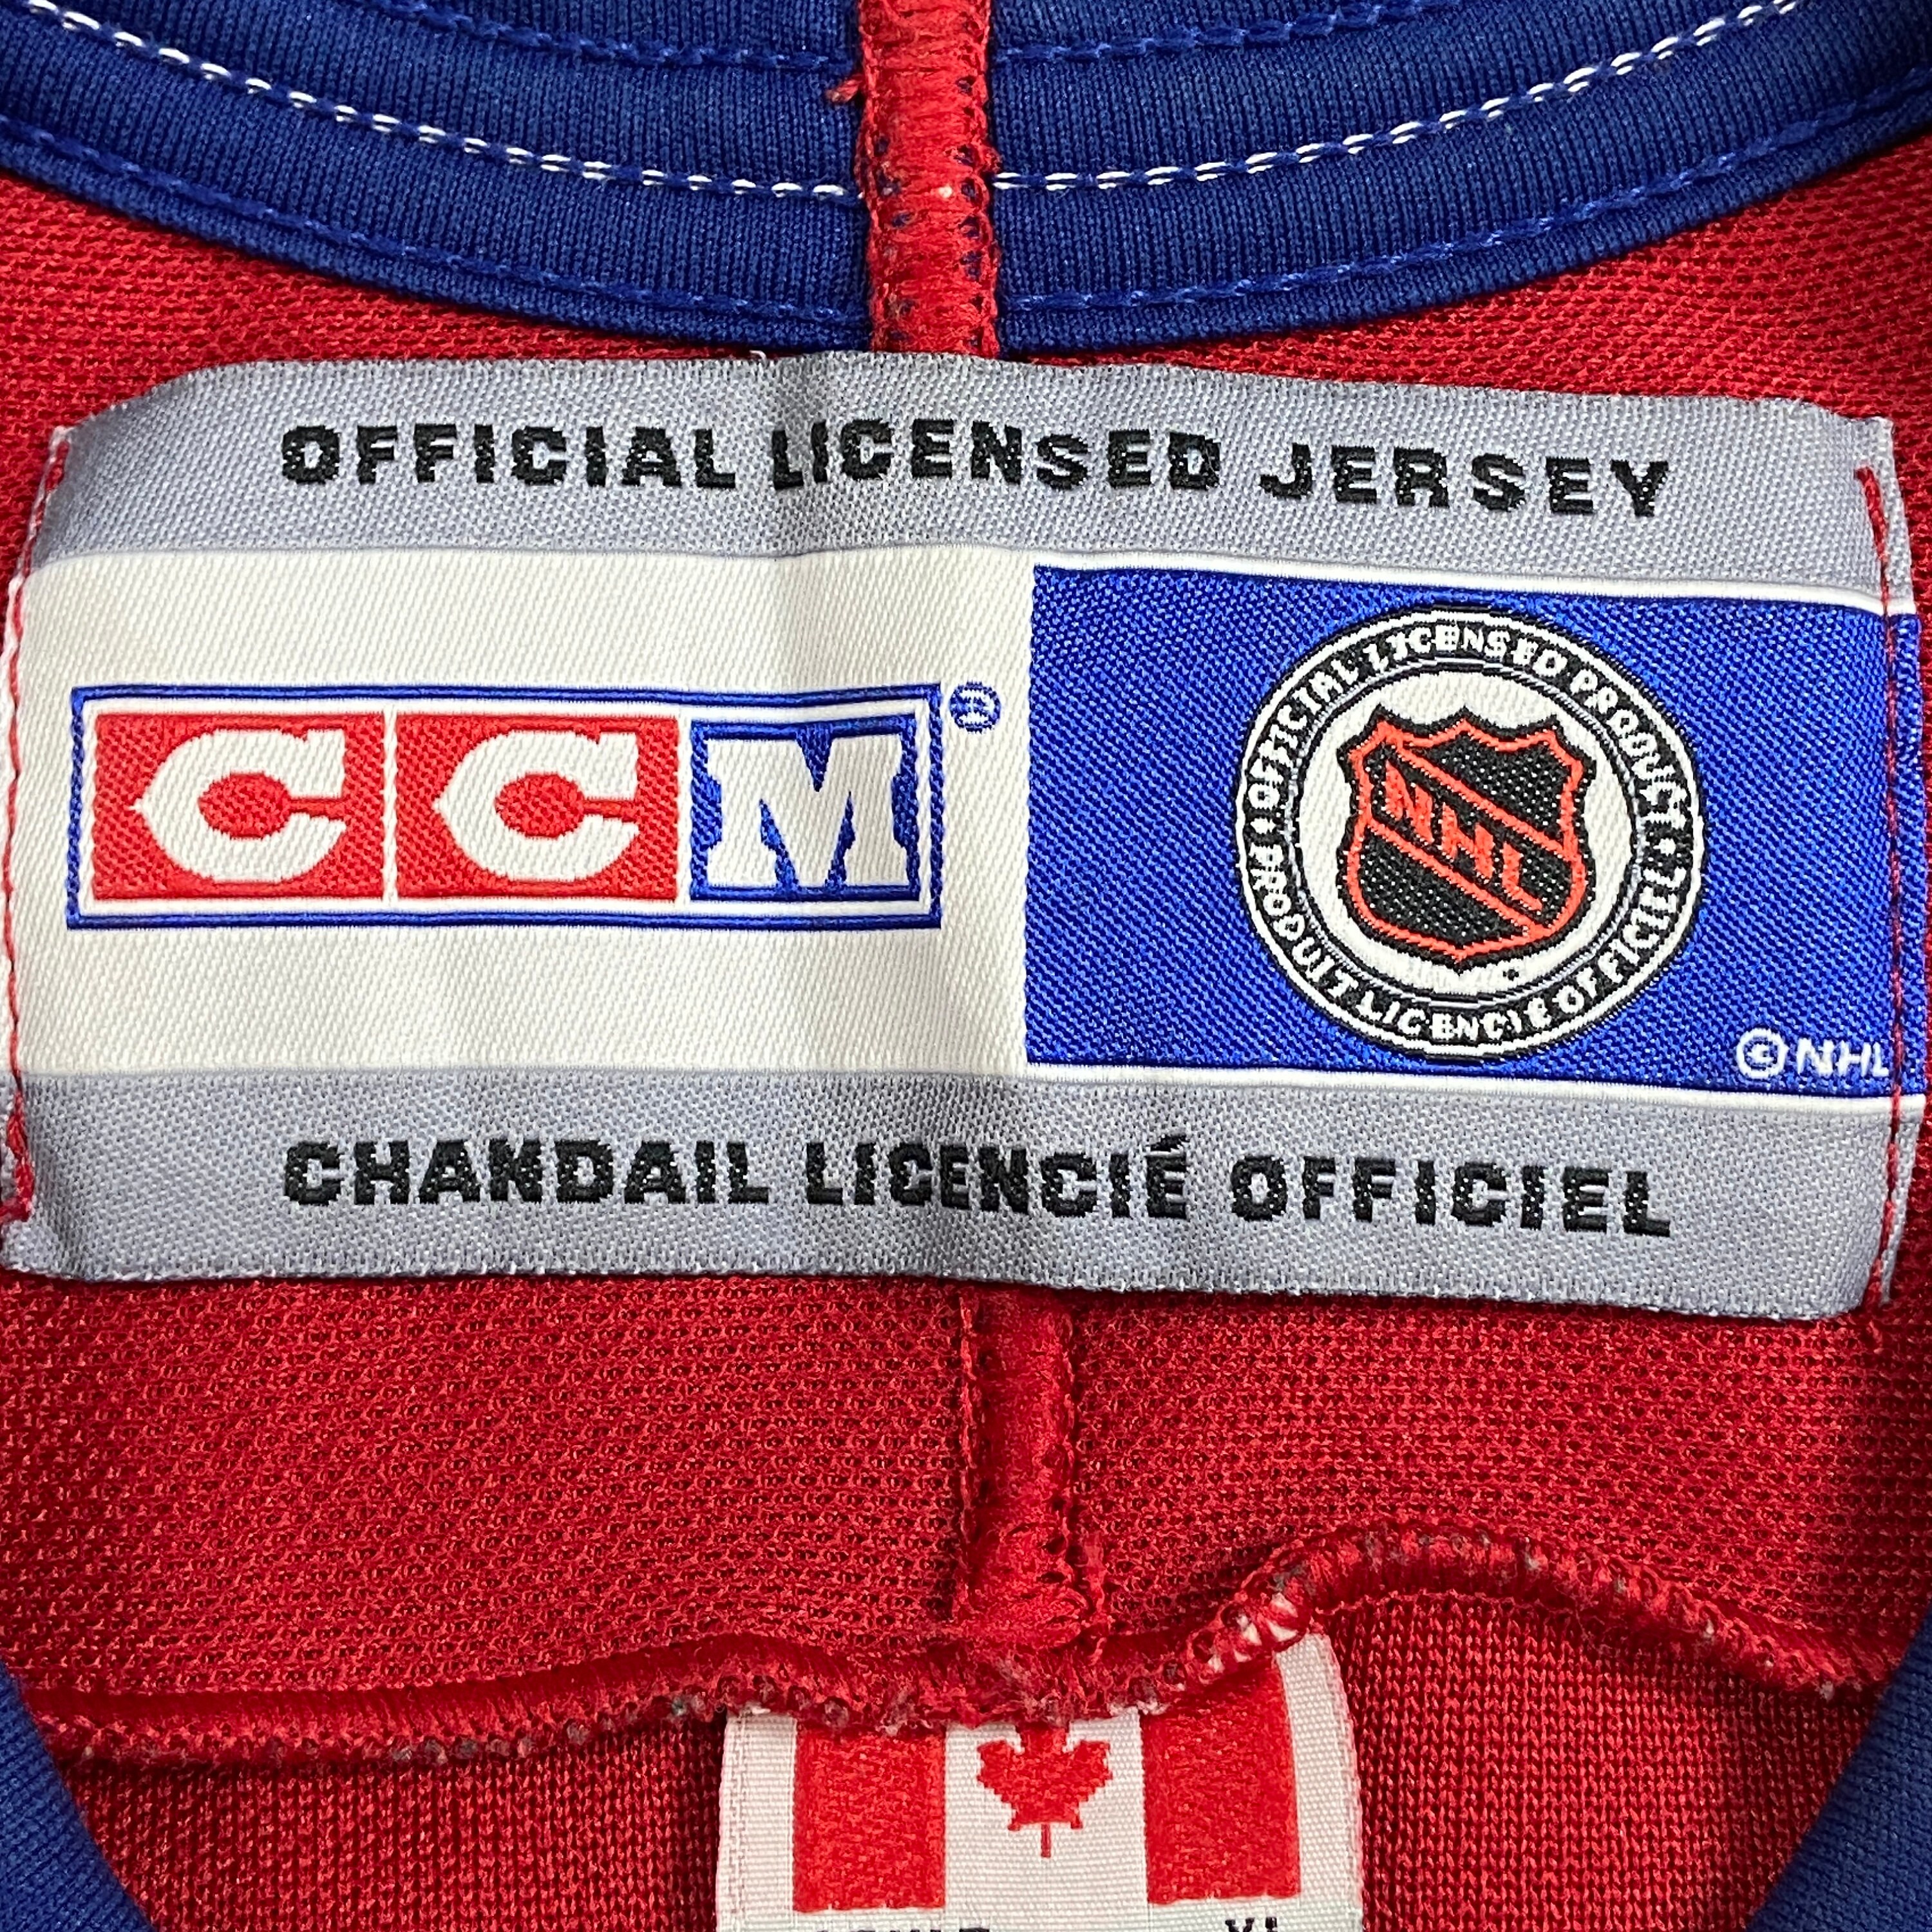 OFFICIAL LICENSED JERSEY
CCM®
OFFICIAL LICENSED PRODUCT
NHL
PRODUIT LICENCIÉ OFFICIEL
©NHL
CHANDAIL LICENCIÉ OFFICIEL